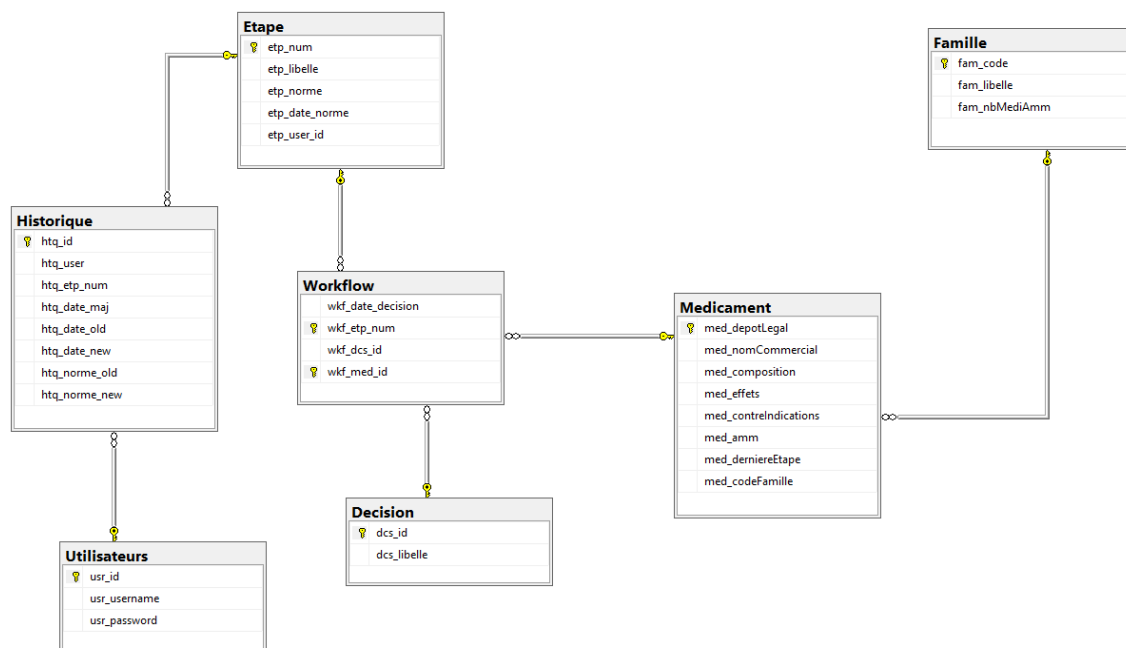 Etape
etp_num
etp_libelle
etp_norme
etp_date_norme
etp_user_id
Famille
fam_code
fam_libelle
fam_nbMediAmm
Historique
htq_id
htq_user
htq_etp_num
htq_date_maj
htq_date_old
htq_date_new
htq_norme_old
htq_norme_new
Workflow
wkf_date_decision
wkf_etp_num
wkf_dcs_id
wkf_med_id
Medicament
med_depotLegal
med_nomCommercial
med_composition
med_effets
med_contreIndications
med_amm
med_derniereEtape
med_codeFamille
Decision
dcs_id
dcs_libelle
Utilisateurs
usr_id
usr_username
usr_password